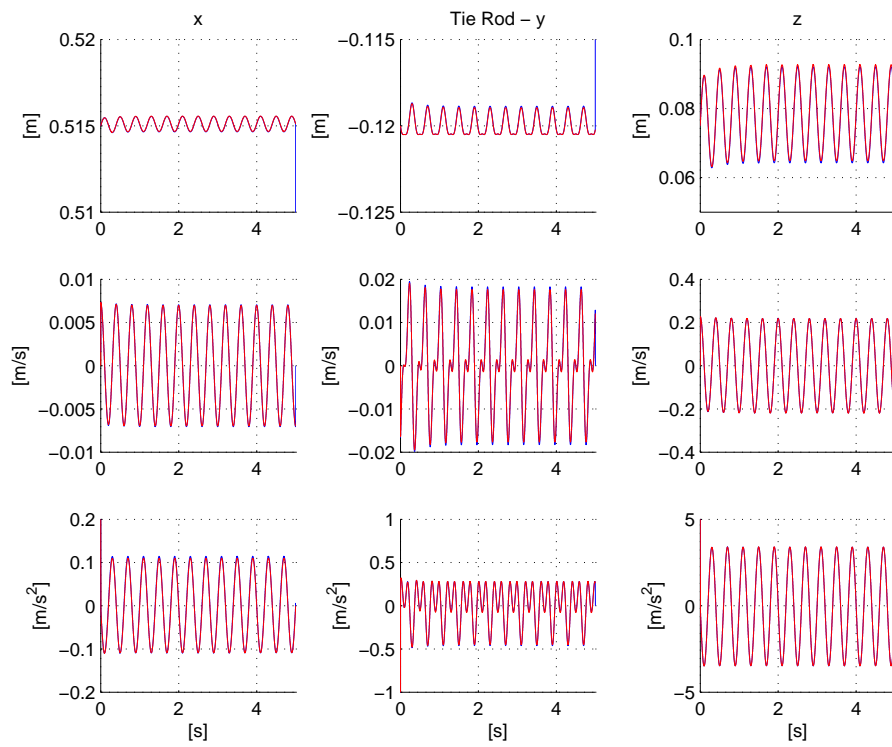 x
Tie Rod − y
z
0.52
0.515
0.51
[m]
0 2 4
−0.115
−0.12
−0.125
[m]
0 2 4
0.1
0.08
0.06
[m]
0 2 4
0.01
0.005
0
−0.005
−0.01
[m/s]
0 2 4
0.02
0.01
0
−0.01
−0.02
[m/s]
0 2 4
0.4
0.2
0
−0.2
−0.4
[m/s]
0 2 4
0.2
0.1
0
−0.1
−0.2
[m/s²]
0 2 4
[s]
1
0.5
0
−0.5
−1
[m/s²]
0 2 4
[s]
5
0
−5
[m/s²]
0 2 4
[s]